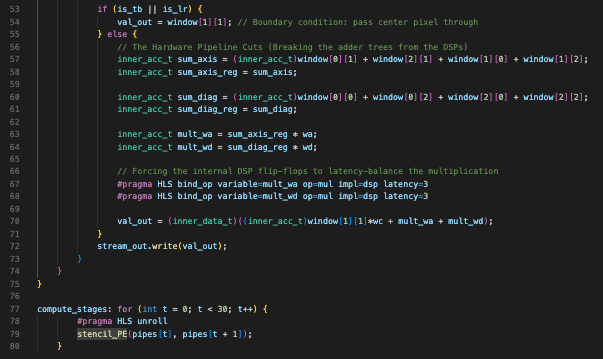 53 if (is_tb || is_lr) {
54 val_out = window[1][1]; // Boundary condition: pass center pixel through
55 } else {
56 // The Hardware Pipeline Cuts (Breaking the adder trees from the DSPs)
57 inner_acc_t sum_axis = (inner_acc_t)window[0][1] + window[2][1] + window[1][0] + window[1][2];
58 inner_acc_t sum_axis_reg = sum_axis;
59
60 inner_acc_t sum_diag = (inner_acc_t)window[0][0] + window[0][2] + window[2][0] + window[2][2];
61 inner_acc_t sum_diag_reg = sum_diag;
62
63 inner_acc_t mult_wa = sum_axis_reg * wa;
64 inner_acc_t mult_wd = sum_diag_reg * wd;
65
66 // Forcing the internal DSP flip-flops to latency-balance the multiplication
67 #pragma HLS bind_op variable=mult_wa op=mul impl=dsp latency=3
68 #pragma HLS bind_op variable=mult_wd op=mul impl=dsp latency=3
69
70 val_out = (inner_data_t)((inner_acc_t)window[1][1]*wc + mult_wa + mult_wd);
71 }
72 stream_out.write(val_out);
73 }
74 }
75 }
76
77 compute_stages: for (int t = 0; t < 30; t++) {
78 #pragma HLS unroll
79 stencil_PE(pipes[t], pipes[t + 1]);
80 }